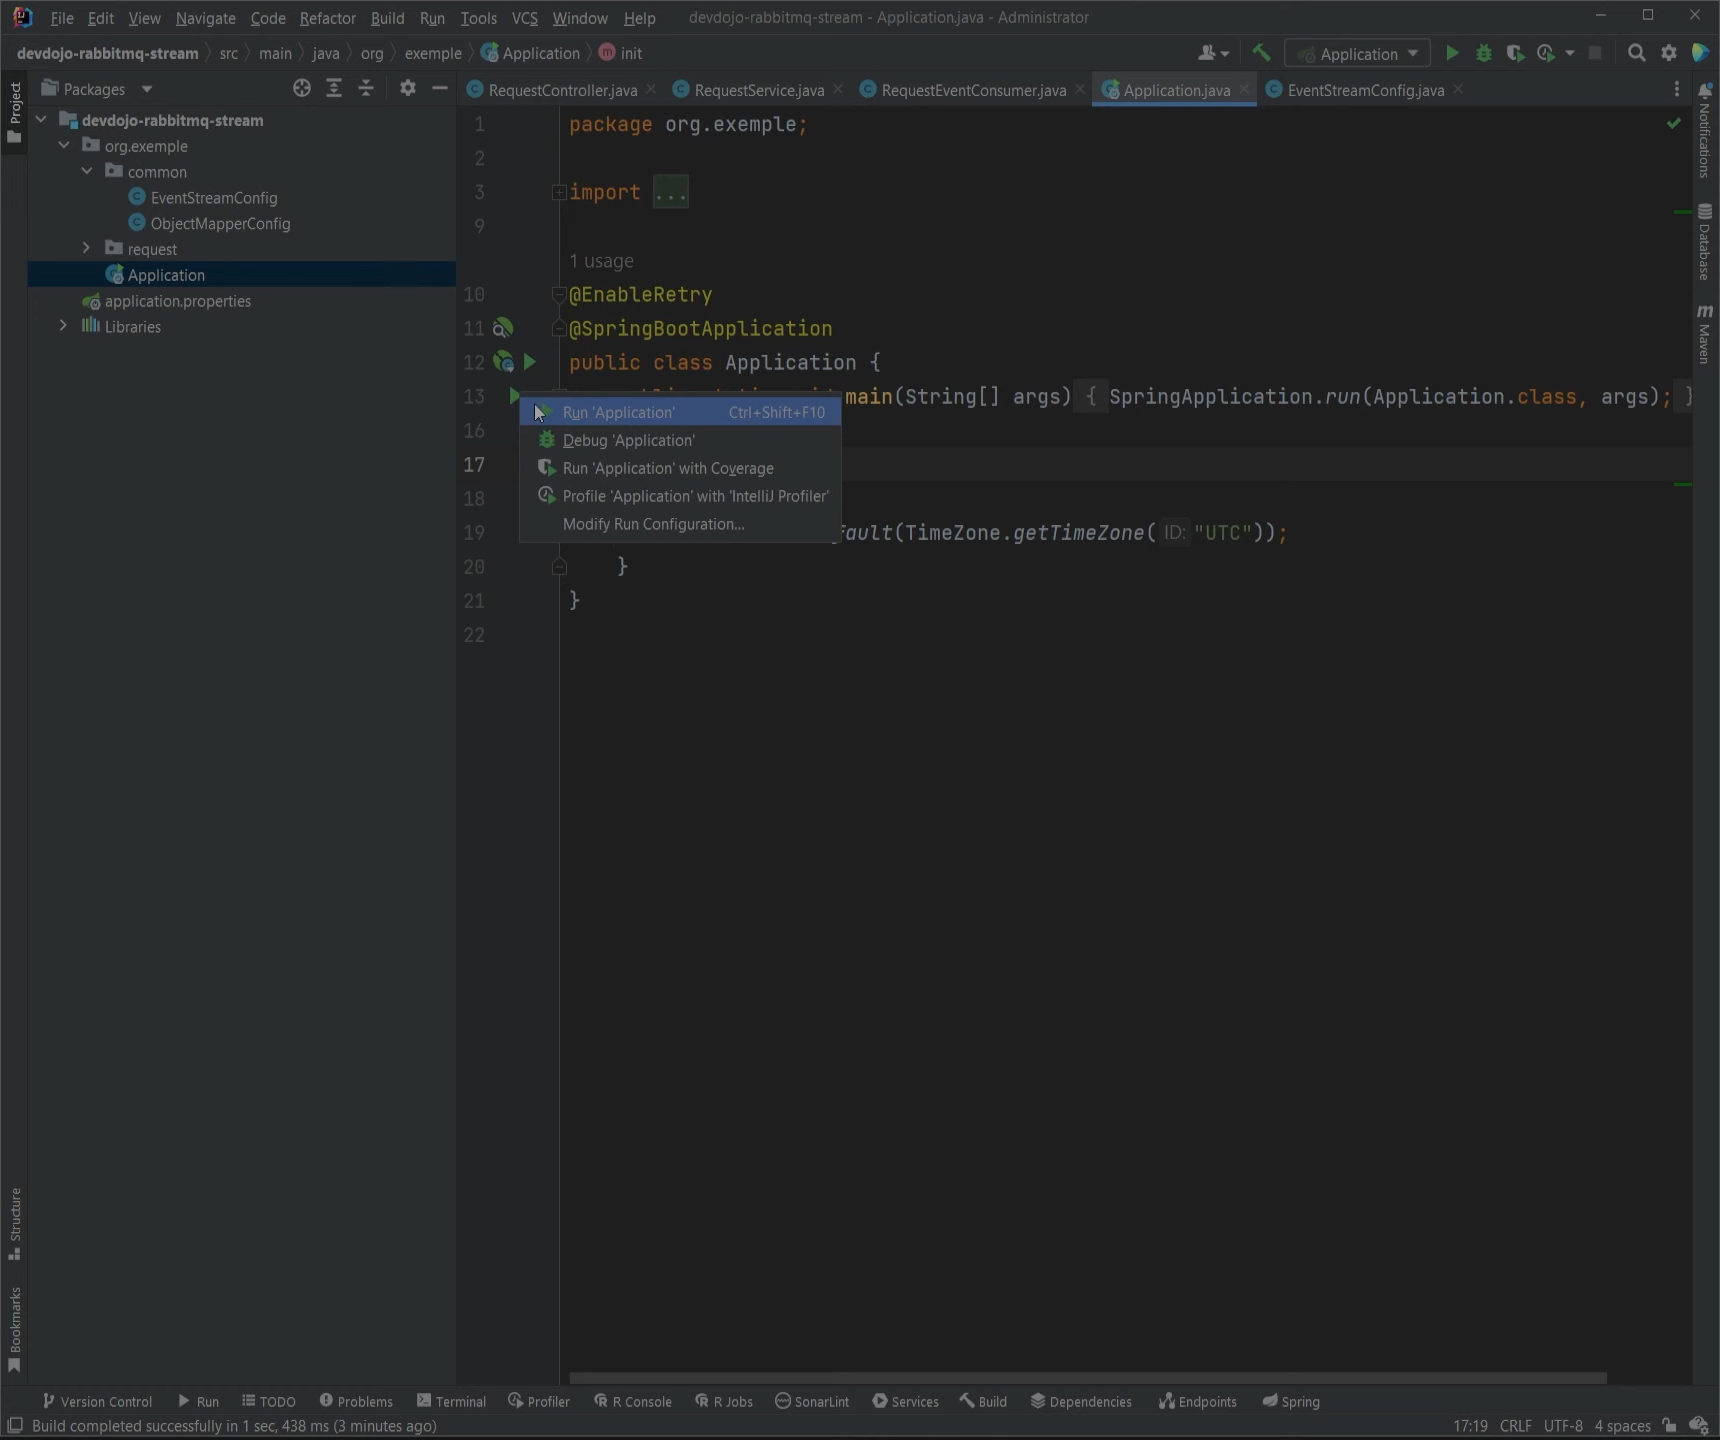 File Edit View Navigate Code Refactor Build Run Tools VCS Window Help devdojo-rabbitmq-stream - Application.java - Administrator
devdojo-rabbitmq-stream src main java org exemple Application m init Application
Project
Packages
RequestController.java RequestService.java RequestEventConsumer.java Application.java EventStreamConfig.java
devdojo-rabbitmq-stream
org.exemple
common
EventStreamConfig
ObjectMapperConfig
request
Application
application.properties
Libraries
1 package org.exemple;
2
3 import ...
9
1 usage
10 @EnableRetry
11 @SpringBootApplication
12 public class Application {
13 main(String[] args) { SpringApplication.run(Application.class, args); }
16
17
18
19 ault(TimeZone.getTimeZone( ID: "UTC"));
20 }
21 }
22
Run 'Application' Ctrl+Shift+F10
Debug 'Application'
Run 'Application' with Coverage
Profile 'Application' with 'IntelliJ Profiler'
Modify Run Configuration...
Notifications
Database
m Maven
Structure
Bookmarks
Version Control Run TODO Problems Terminal Profiler R Console R Jobs SonarLint Services Build Dependencies Endpoints Spring
Build completed successfully in 1 sec, 438 ms (3 minutes ago) 17:19 CRLF UTF-8 4 spaces